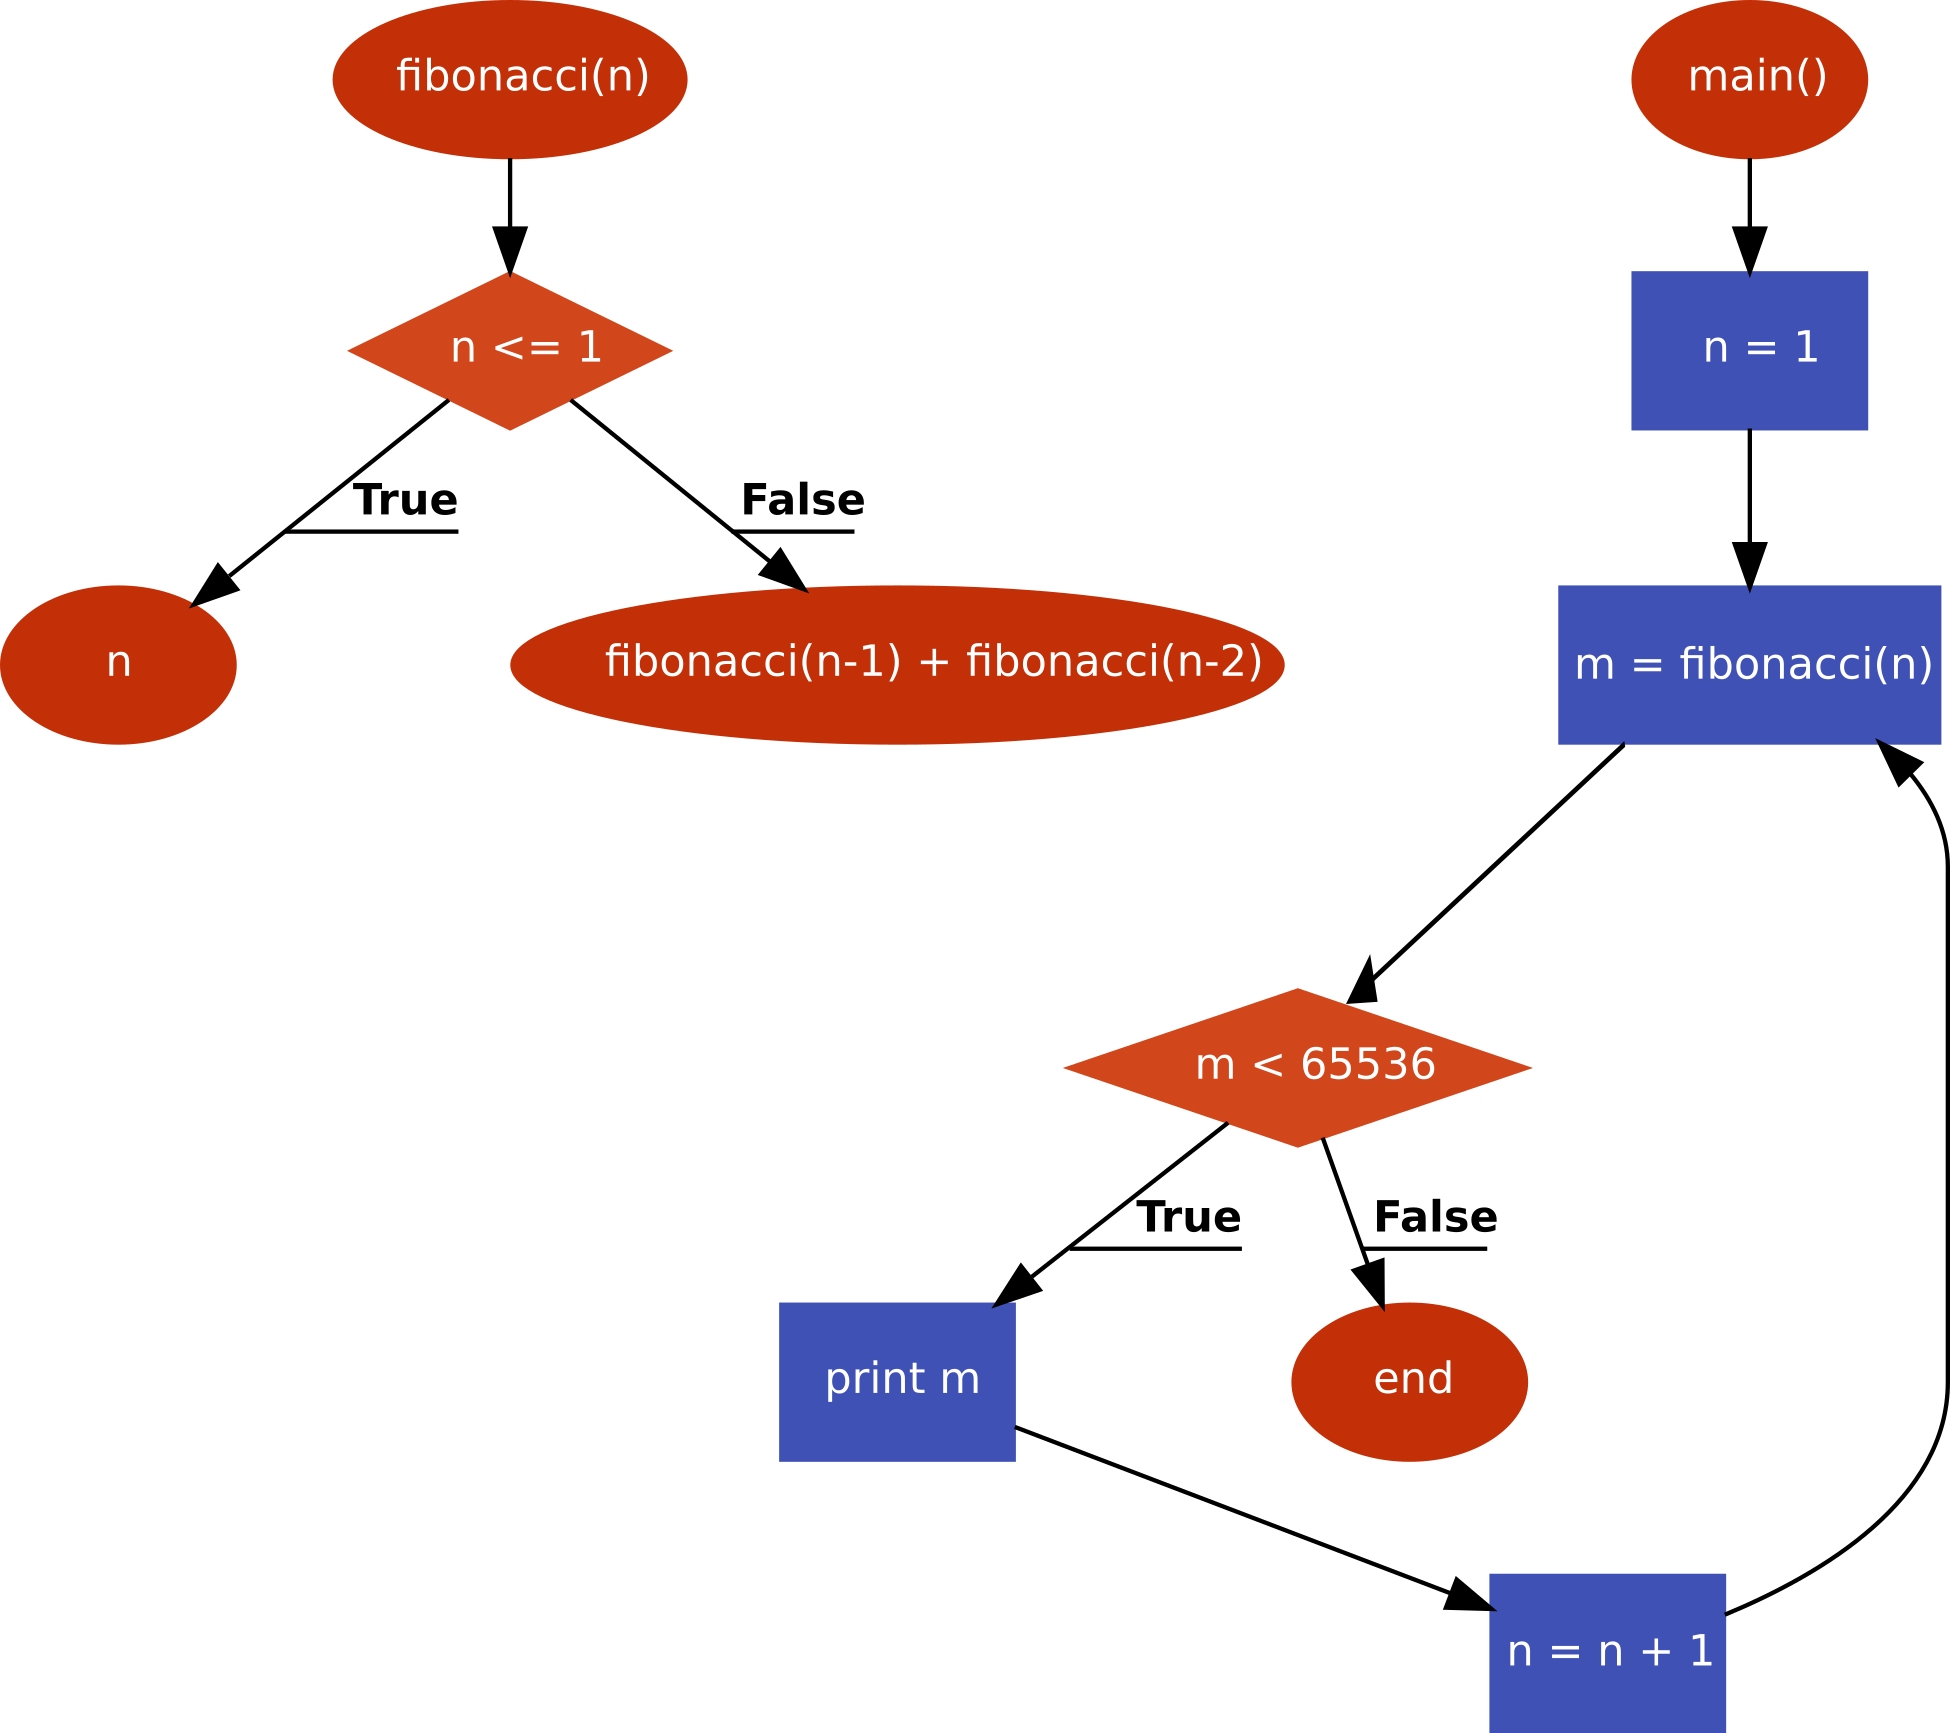 fibonacci(n)
main()
n <= 1
n = 1
True
False
n
fibonacci(n-1) + fibonacci(n-2)
m = fibonacci(n)
m < 65536
True
False
print m
end
n = n + 1